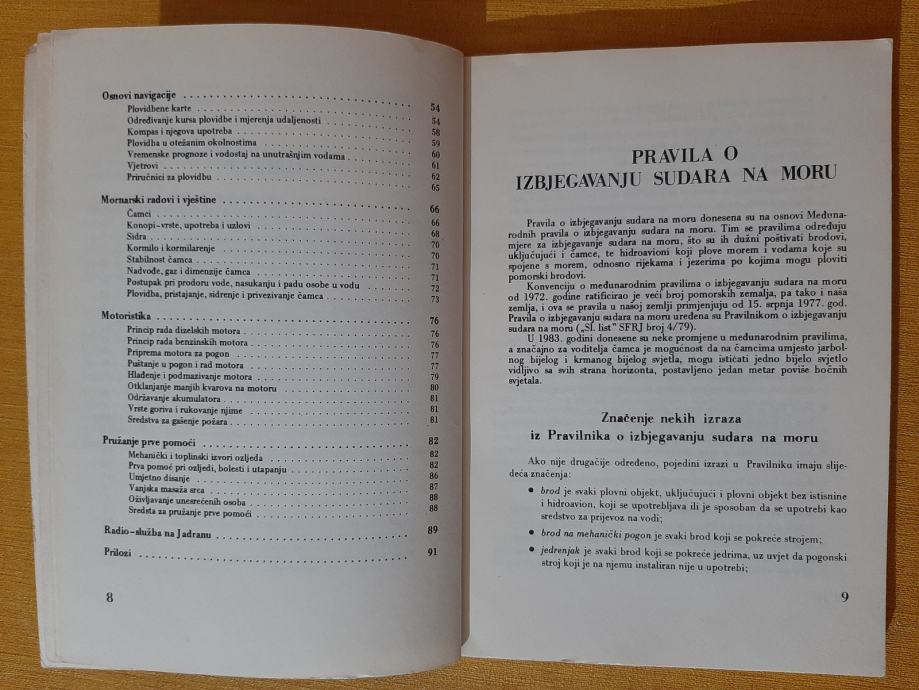 Osnovi navigacije . . . . . . . . . . 54
Plovidbene karte . . . . . . . . . . 54
Određivanje kursa plovidbe i mjerenja udaljenosti . . . . . . . . . . 58
Kompas i njegova upotreba . . . . . . . . . . 59
Plovidba u otežanim okolnostima . . . . . . . . . . 60
Vremenske prognoze i vodostaj na unutrašnjim vodama . . . . . . . . . . 61
Vjetrovi . . . . . . . . . . 62
Priručnici za plovidbu . . . . . . . . . . 65
Mornarski radovi i vještine . . . . . . . . . . 66
Čamci . . . . . . . . . . 66
Konopi-vrste, upotreba i uzlovi . . . . . . . . . . 68
Sidra . . . . . . . . . . 70
Kormilo i kormilarenje . . . . . . . . . . 70
Stabilnost čamca . . . . . . . . . . 71
Nadvođe, gaz i dimenzije čamca . . . . . . . . . . 71
Postupak pri prodoru vode, nasukanju i padu osobe u vodu . . . . . . . . . . 72
Plovidba, pristajanje, sidrenje i privezivanje čamca . . . . . . . . . . 73
Motoristika . . . . . . . . . . 76
Princip rada dizelskih motora . . . . . . . . . . 76
Princip rada benzinskih motora . . . . . . . . . . 76
Priprema motora za pogon . . . . . . . . . . 77
Puštanje u pogon i rad motora . . . . . . . . . . 77
Hlađenje i podmazivanje motora . . . . . . . . . . 79
Otklanjanje manjih kvarova na motoru . . . . . . . . . . 80
Održavanje akumulatora . . . . . . . . . . 81
Vrste goriva i rukovanje njime . . . . . . . . . . 81
Sredstva za gašenje požara . . . . . . . . . . 81
Pružanje prve pomoći . . . . . . . . . . 82
Mehanički i toplinski izvori ozljeda . . . . . . . . . . 82
Prva pomoć pri ozljedi, bolesti i utapanju . . . . . . . . . . 82
Umjetno disanje . . . . . . . . . . 86
Vanjska masaža srca . . . . . . . . . . 87
Oživljavanje unesrećenih osoba . . . . . . . . . . 88
Sredsta za pružanje prve pomoći . . . . . . . . . . 88
Radio-služba na Jadranu . . . . . . . . . . 89
Prilozi . . . . . . . . . . 91
8
PRAVILA O
IZBJEGAVANJU SUDARA NA MORU
Pravila o izbjegavanju sudara na moru donesena su na osnovi Međuna-
rodnih pravila o izbjegavanju sudara na moru. Tim se pravilima određuju
mjere za izbjegavanje sudara na moru, što su ih dužni poštivati brodovi,
uključujući i čamce, te hidroavioni koji plove morem i vodama koje su
spojene s morem, odnosno rijekama i jezerima po kojima mogu ploviti
pomorski brodovi.
Konvenciju o međunarodnim pravilima o izbjegavanju sudara na moru
od 1972. godine ratificirao je veći broj pomorskih zemalja, pa tako i naša
zemlja, i ova se pravila u našoj zemlji primjenjuju od 15. srpnja 1977. god.
Pravila o izbjegavanju sudara na moru uređena su Pravilnikom o izbjegavanju
sudara na moru („Sl. list" SFRJ broj 4/79).
U 1983. godini donesene su neke promjene u međunarodnim pravilima,
a značajno za voditelja čamca je mogućnost da na čamcima umjesto jarbol-
nog bijelog i krmanog bijelog svjetla, mogu isticati jedno bijelo svjetlo
vidljivo sa svih strana horizonta, postavljeno jedan metar poviše bočnih
svjetala.
Značenje nekih izraza
iz Pravilnika o izbjegavanju sudara na moru
Ako nije drugačije određeno, pojedini izrazi u Pravilniku imaju slije-
deća značenja:
● brod je svaki plovni objekt, uključujući i plovni objekt bez istisnine
i hidroavion, koji se upotrebljava ili je sposoban da se upotrebi kao
sredstvo za prijevoz na vodi;
● brod na mehanički pogon je svaki brod koji se pokreće strojem;
● jedrenjak je svaki brod koji se pokreće jedrima, uz uvjet da pogonski
stroj koji je na njemu instaliran nije u upotrebi;
9